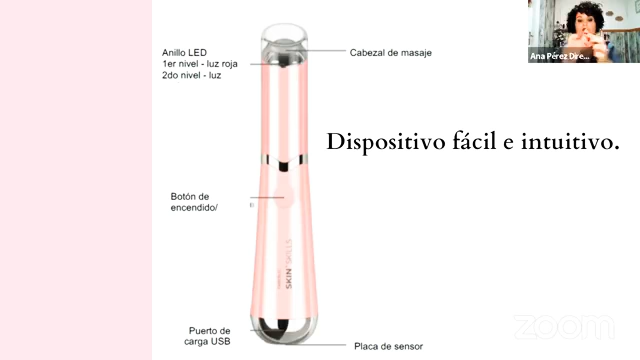 Anillo LED
1er nivel - luz roja
2do nivel - luz
Cabezal de masaje
Ana Pérez Dire...
Dispositivo fácil e intuitivo.
Botón de
encendido/
SKIN SKILLS
Puerto de
carga USB
Placa de sensor
zoom